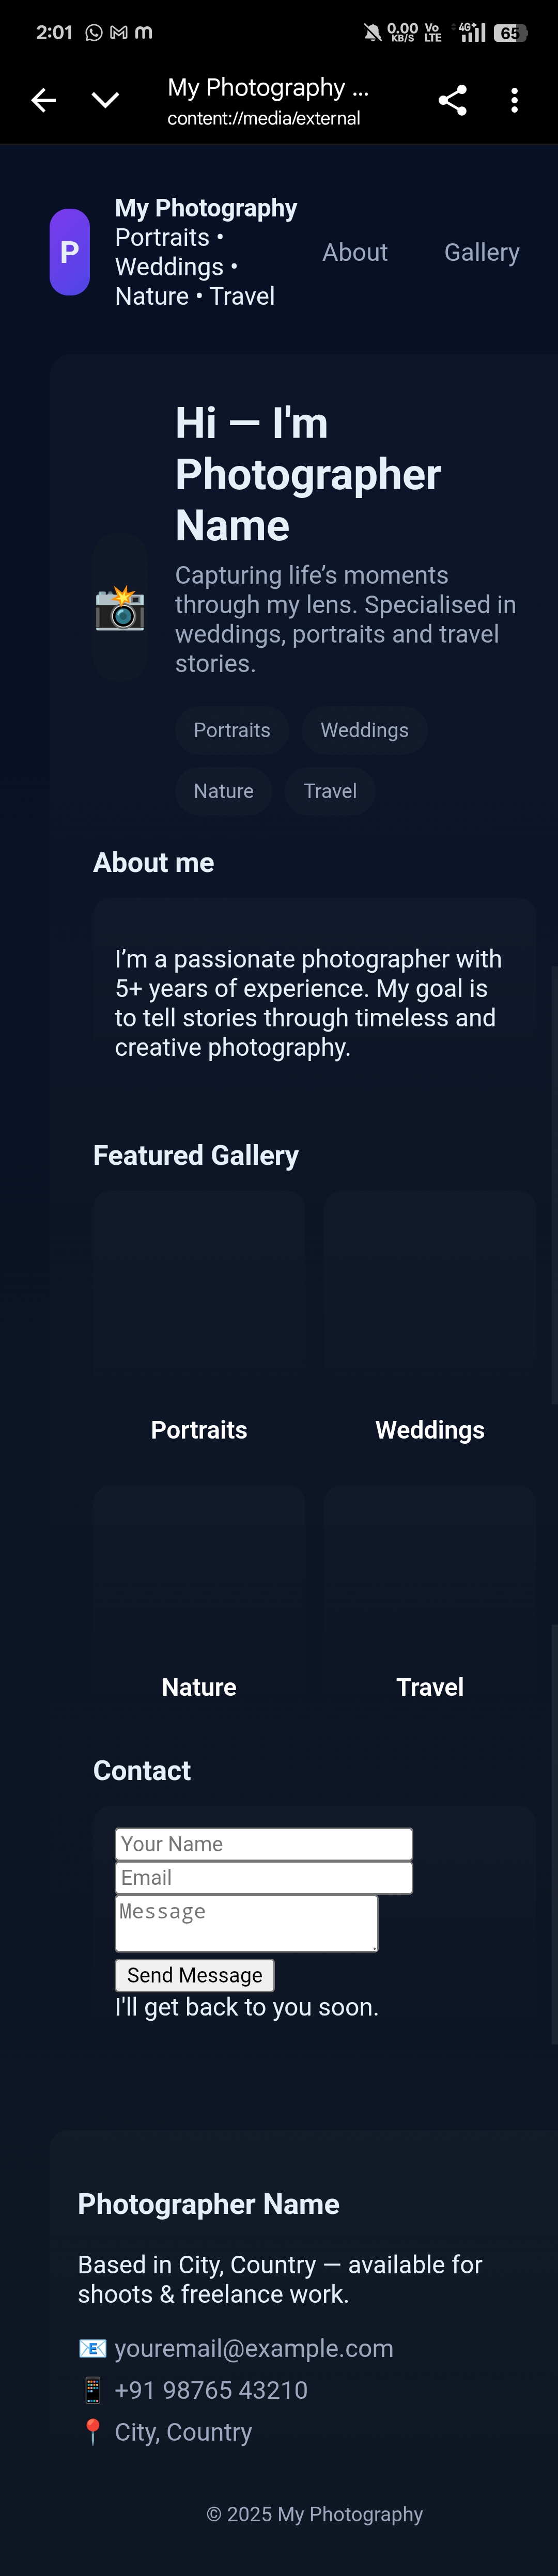 2:01 0.00 KB/S Vo LTE 4G+ 65
My Photography ...
content://media/external
P
My Photography
Portraits •
Weddings •
Nature • Travel
About Gallery
Hi — I'm
Photographer
Name
Capturing life’s moments
through my lens. Specialised in
weddings, portraits and travel
stories.
Portraits Weddings
Nature Travel
About me
I’m a passionate photographer with
5+ years of experience. My goal is
to tell stories through timeless and
creative photography.
Featured Gallery
Portraits Weddings
Nature Travel
Contact
Your Name
Email
Message
Send Message
I'll get back to you soon.
Photographer Name
Based in City, Country — available for
shoots & freelance work.
📧 youremail@example.com
📱 +91 98765 43210
📍 City, Country
© 2025 My Photography